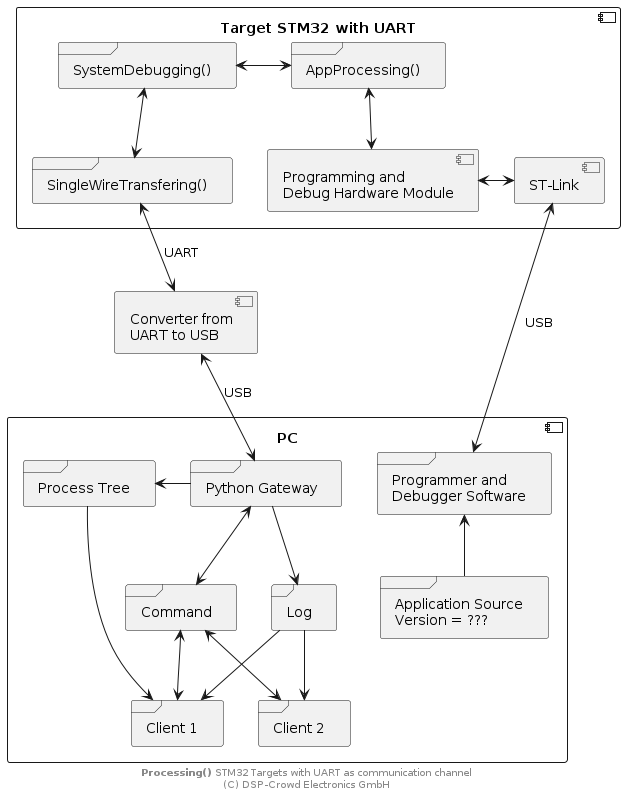 Target STM32 with UART
SystemDebugging()
AppProcessing()
SingleWireTransfering()
Programming and
Debug Hardware Module
ST-Link
UART
Converter from
UART to USB
USB
USB
PC
Process Tree
Python Gateway
Programmer and
Debugger Software
Command
Log
Application Source
Version = ???
Client 1
Client 2
Processing() STM32 Targets with UART as communication channel
(C) DSP-Crowd Electronics GmbH